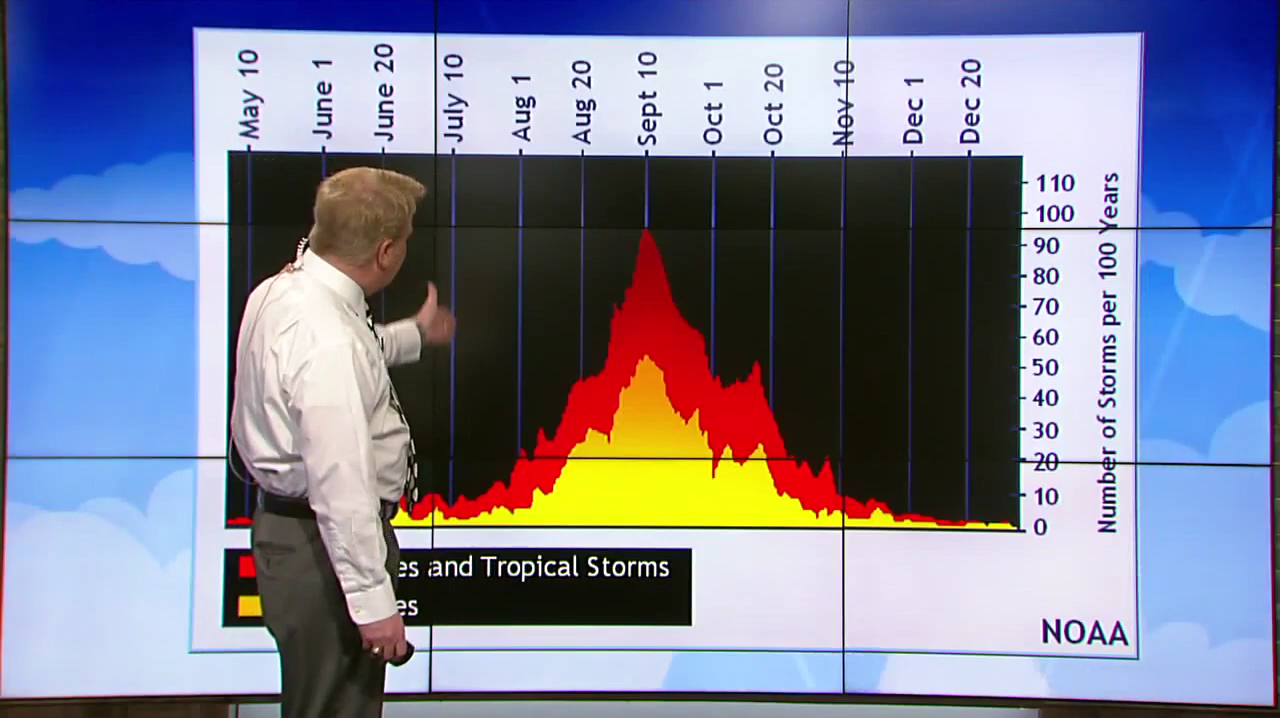 May 10
June 1
June 20
July 10
Aug 1
Aug 20
Sept 10
Oct 1
Oct 20
Nov 10
Dec 1
Dec 20
110
100
90
80
70
60
50
40
30
20
10
0
Number of Storms per 100 Years
es and Tropical Storms
es
NOAA